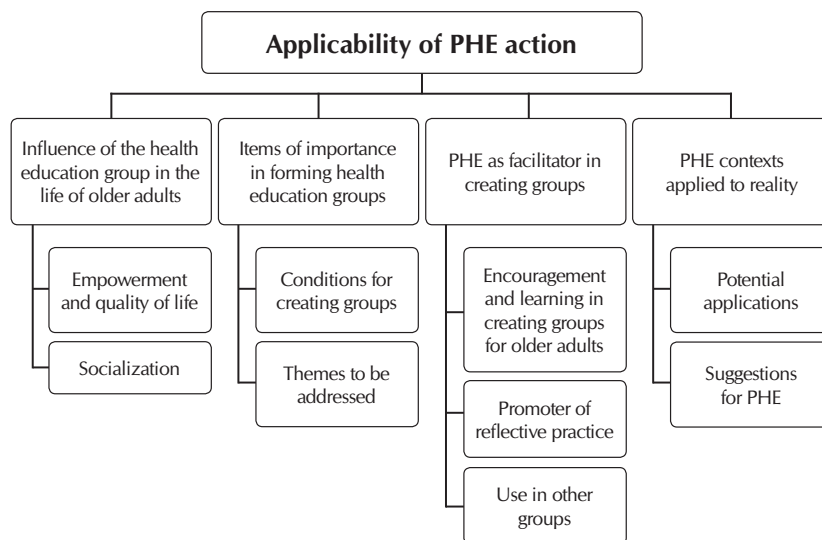 Applicability of PHE action
Influence of the health
education group in the
life of older adults
Empowerment
and quality of life
Socialization
Items of importance
in forming health
education groups
Conditions for
creating groups
Themes to be
addressed
PHE as facilitator in
creating groups
Encouragement
and learning in
creating groups
for older adults
Promoter of
reflective practice
Use in other
groups
PHE contexts
applied to reality
Potential
applications
Suggestions
for PHE